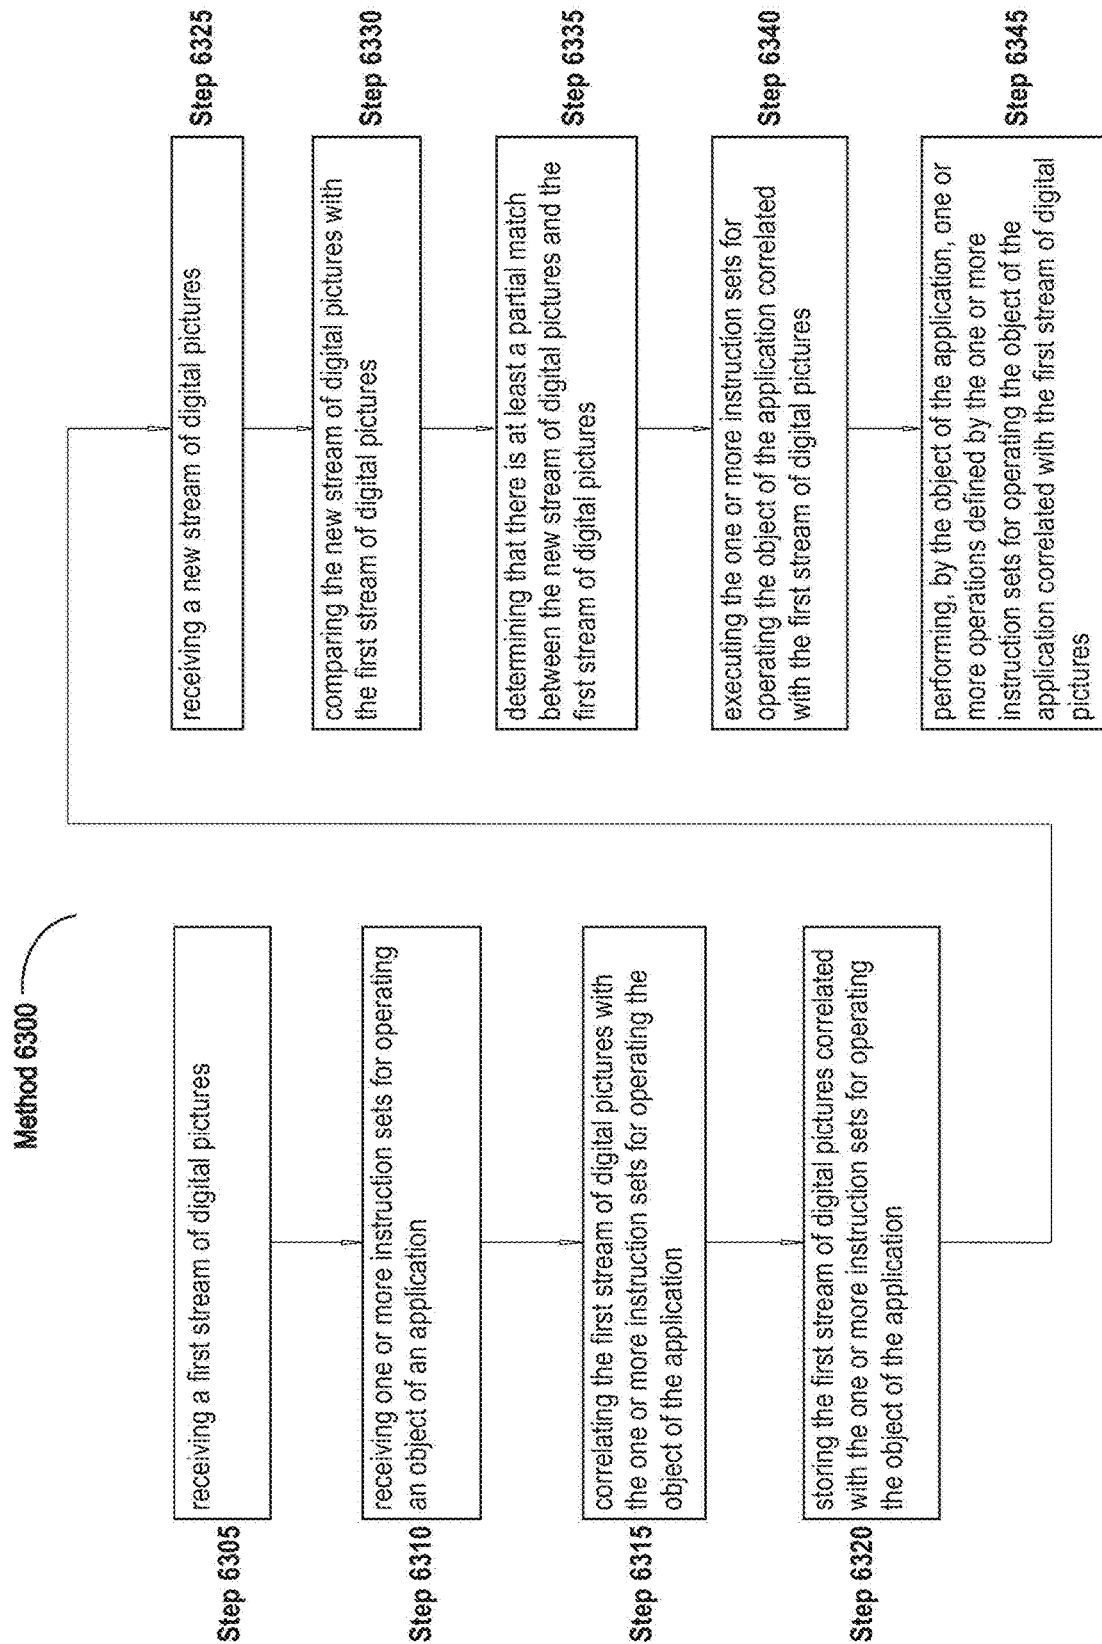 Method 6300
Step 6305
receiving a first stream of digital pictures
Step 6310
receiving one or more instruction sets for operating
an object of an application
Step 6315
correlating the first stream of digital pictures with
the one or more instruction sets for operating the
object of the application
Step 6320
storing the first stream of digital pictures correlated
with the one or more instruction sets for operating
the object of the application
receiving a new stream of digital pictures
Step 6325
comparing the new stream of digital pictures with
the first stream of digital pictures
Step 6330
determining that there is at least a partial match
between the new stream of digital pictures and the
first stream of digital pictures
Step 6335
executing the one or more instruction sets for
operating the object of the application correlated
with the first stream of digital pictures
Step 6340
performing, by the object of the application, one or
more operations defined by the one or more
instruction sets for operating the object of the
application correlated with the first stream of digital
pictures
Step 6345